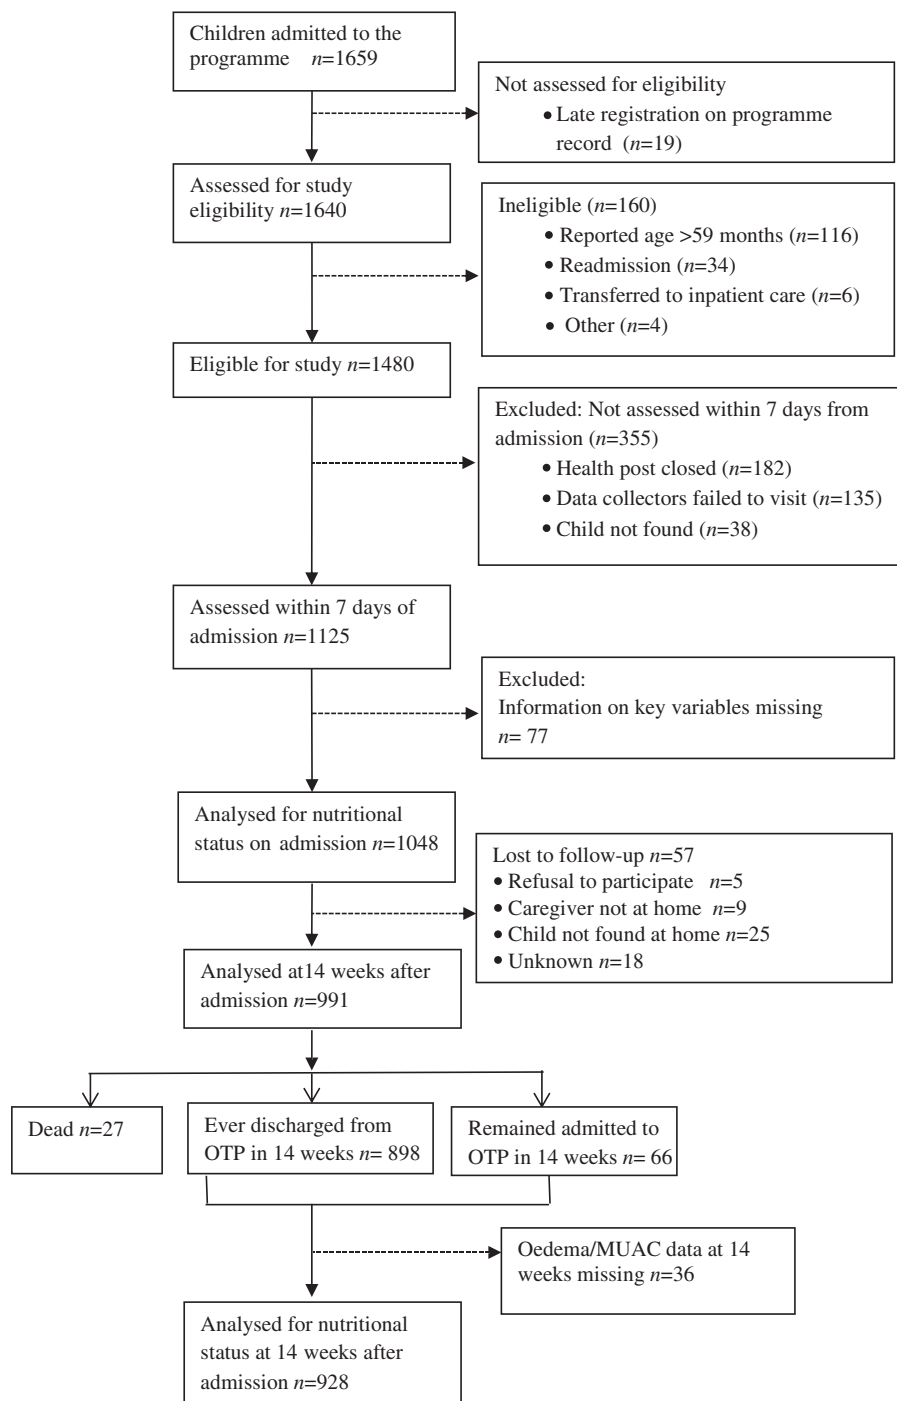 Children admitted to the
programme n=1659
Not assessed for eligibility
• Late registration on programme
record (n=19)
Assessed for study
eligibility n=1640
Ineligible (n=160)
• Reported age >59 months (n=116)
• Readmission (n=34)
• Transferred to inpatient care (n=6)
• Other (n=4)
Eligible for study n=1480
Excluded: Not assessed within 7 days from
admission (n=355)
• Health post closed (n=182)
• Data collectors failed to visit (n=135)
• Child not found (n=38)
Assessed within 7 days of
admission n=1125
Excluded:
Information on key variables missing
n= 77
Analysed for nutritional
status on admission n=1048
Lost to follow-up n=57
• Refusal to participate n=5
• Caregiver not at home n=9
• Child not found at home n=25
• Unknown n=18
Analysed at14 weeks after
admission n=991
Dead n=27
Ever discharged from
OTP in 14 weeks n= 898
Remained admitted to
OTP in 14 weeks n= 66
Oedema/MUAC data at 14
weeks missing n=36
Analysed for nutritional
status at 14 weeks after
admission n=928